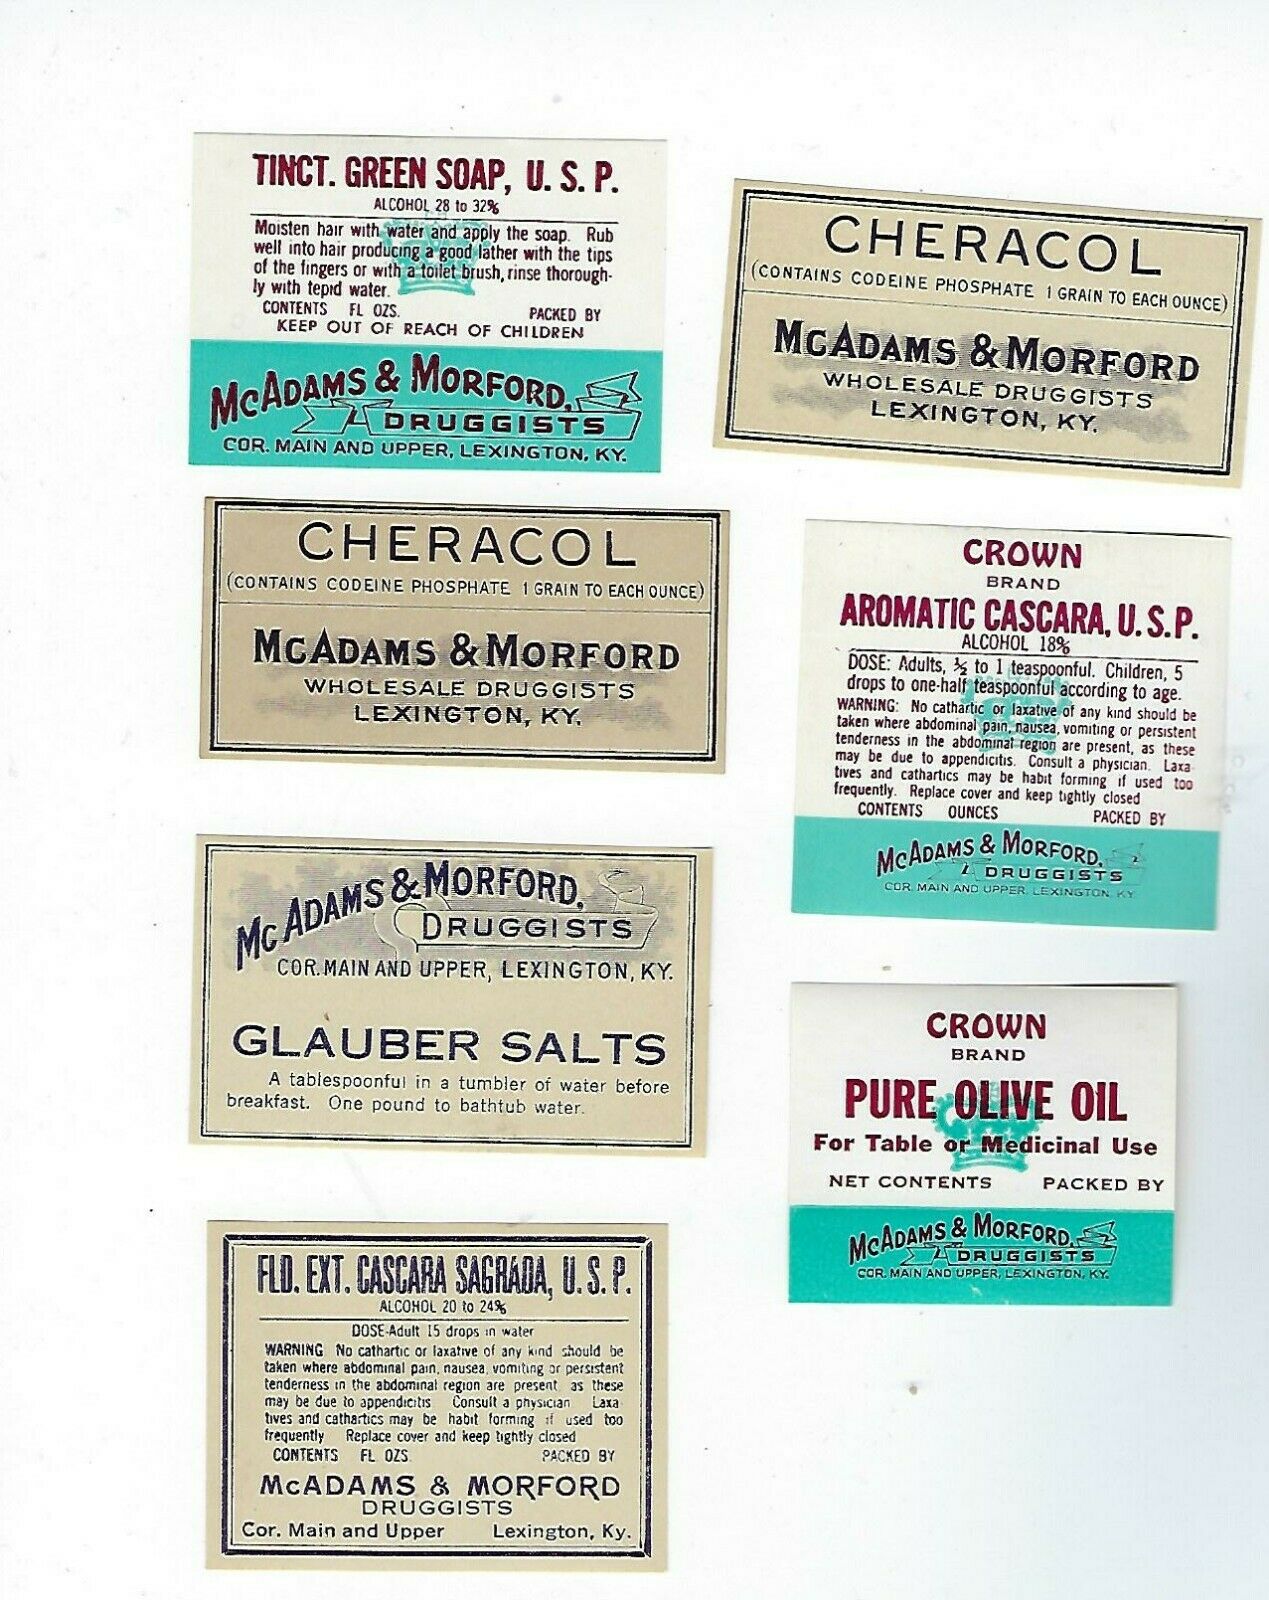 TINCT. GREEN SOAP, U. S. P.
ALCOHOL 28 to 32%
Moisten hair with water and apply the soap. Rub
well into hair producing a good lather with the tips
of the fingers or with a toilet brush, rinse thorough-
ly with tepid water.
CONTENTS FL OZS. PACKED BY
KEEP OUT OF REACH OF CHILDREN
MCADAMS & MORFORD,
DRUGGISTS
COR. MAIN AND UPPER, LEXINGTON, KY.
CHERACOL
(CONTAINS CODEINE PHOSPHATE 1 GRAIN TO EACH OUNCE)
MCADAMS & MORFORD
WHOLESALE DRUGGISTS
LEXINGTON, KY.
CHERACOL
(CONTAINS CODEINE PHOSPHATE 1 GRAIN TO EACH OUNCE)
MCADAMS & MORFORD
WHOLESALE DRUGGISTS
LEXINGTON, KY.
CROWN
BRAND
AROMATIC CASCARA, U. S. P.
ALCOHOL 18%
DOSE: Adults, ½ to 1 teaspoonful. Children, 5
drops to one-half teaspoonful according to age.
WARNING: No cathartic or laxative of any kind should be
taken where abdominal pain, nausea, vomiting or persistent
tenderness in the abdominal region are present, as these
may be due to appendicitis. Consult a physician. Laxa
tives and cathartics may be habit forming if used too
frequently. Replace cover and keep tightly closed
CONTENTS OUNCES PACKED BY
MCADAMS & MORFORD,
DRUGGISTS
COR. MAIN AND UPPER, LEXINGTON, KY.
MC ADAMS & MORFORD,
DRUGGISTS
COR. MAIN AND UPPER, LEXINGTON, KY.
GLAUBER SALTS
A tablespoonful in a tumbler of water before
breakfast. One pound to bathtub water.
CROWN
BRAND
PURE OLIVE OIL
For Table or Medicinal Use
NET CONTENTS PACKED BY
MCADAMS & MORFORD,
DRUGGISTS
COR. MAIN AND UPPER, LEXINGTON, KY.
FLD. EXT. CASCARA SAGRADA, U. S. P.
ALCOHOL 20 to 24%
DOSE-Adult 15 drops in water
WARNING No cathartic or laxative of any kind should be
taken where abdominal pain, nausea, vomiting or persistent
tenderness in the abdominal region are present as these
may be due to appendicitis Consult a physician Laxa
tives and cathartics may be habit forming if used too
frequently Replace cover and keep tightly closed
CONTENTS FL OZS. PACKED BY
MCADAMS & MORFORD
DRUGGISTS
Cor. Main and Upper Lexington, Ky.